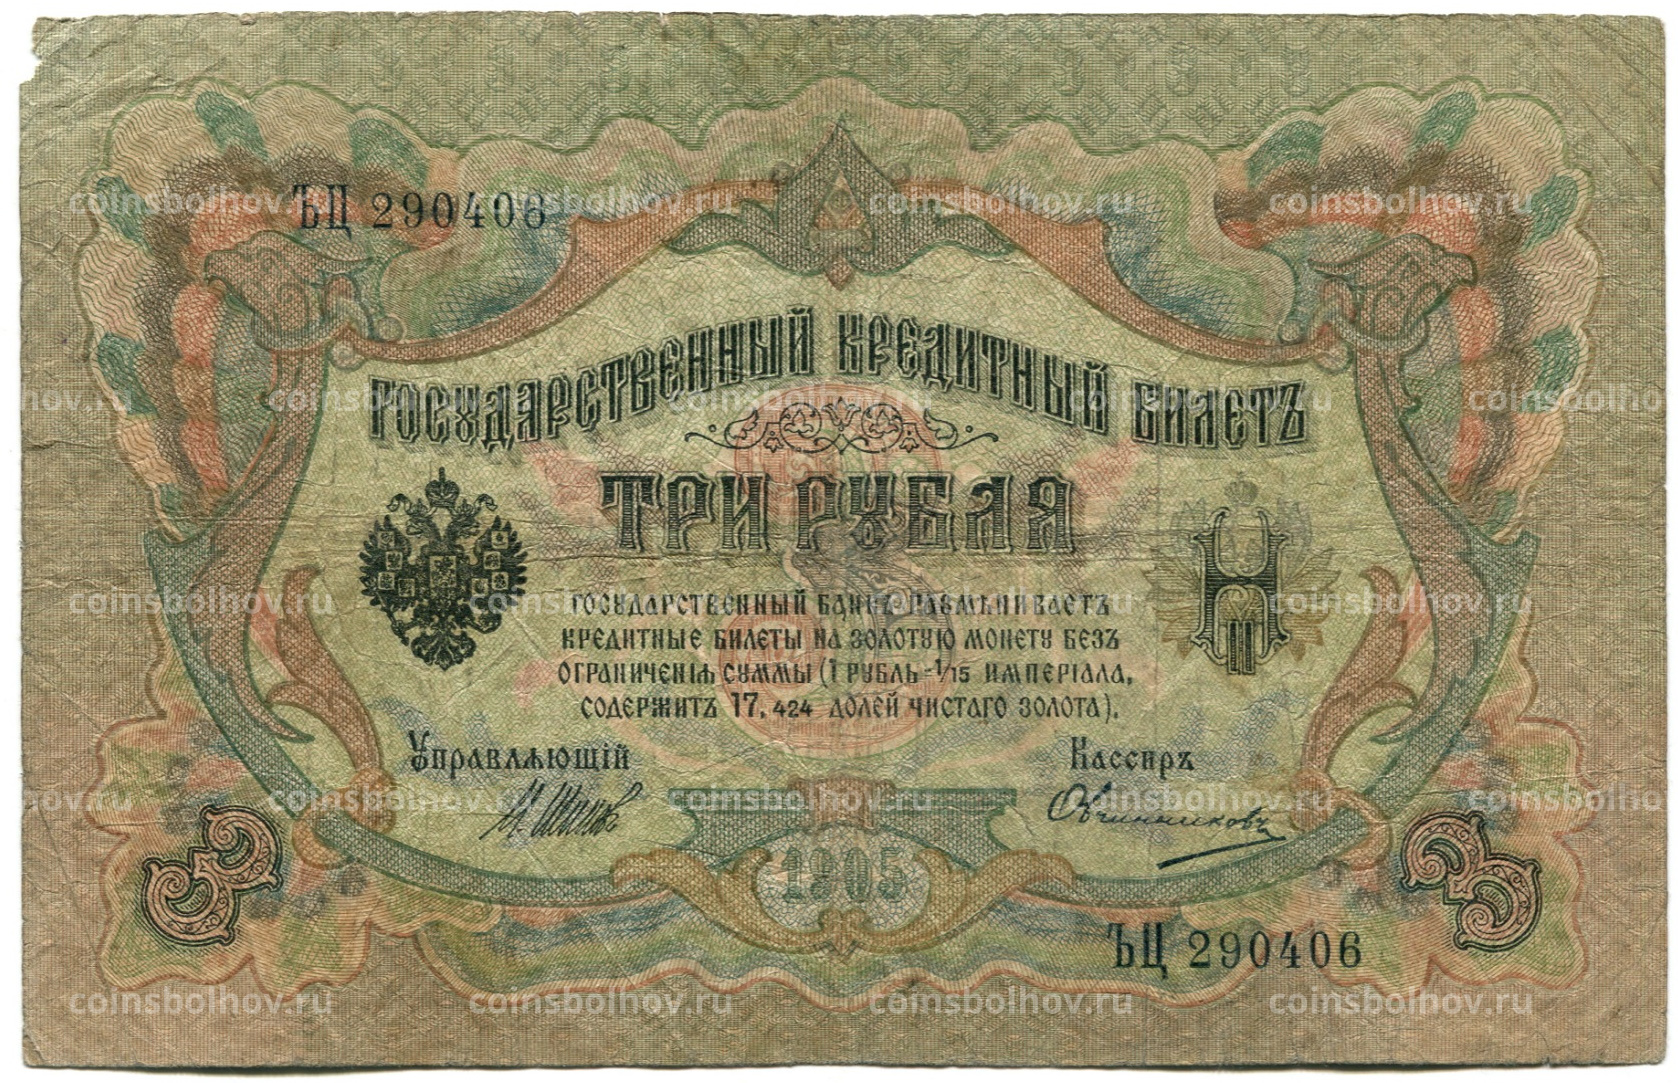 ЪЦ 290406
ГОСУДАРСТВЕННЫЙ КРЕДИТНЫЙ БИЛЕТЪ
ТРИ РУБЛЯ
ГОСУДАРСТВЕННЫЙ БАНКЪ РАЗМѢНИВАЕТЪ
КРЕДИТНЫЕ БИЛЕТЫ НА ЗОЛОТУЮ МОНЕТУ БЕЗЪ
ОГРАНИЧЕНІЯ СУММЫ (1 РУБЛЬ = 1/15 ИМПЕРІАЛА,
СОДЕРЖИТЪ 17,424 ДОЛЕЙ ЧИСТАГО ЗОЛОТА).
Управляющій Кассиръ
И. Шипов Овчинниковъ
3 1905 3
ЪЦ 290406
coinsbolhov.ru